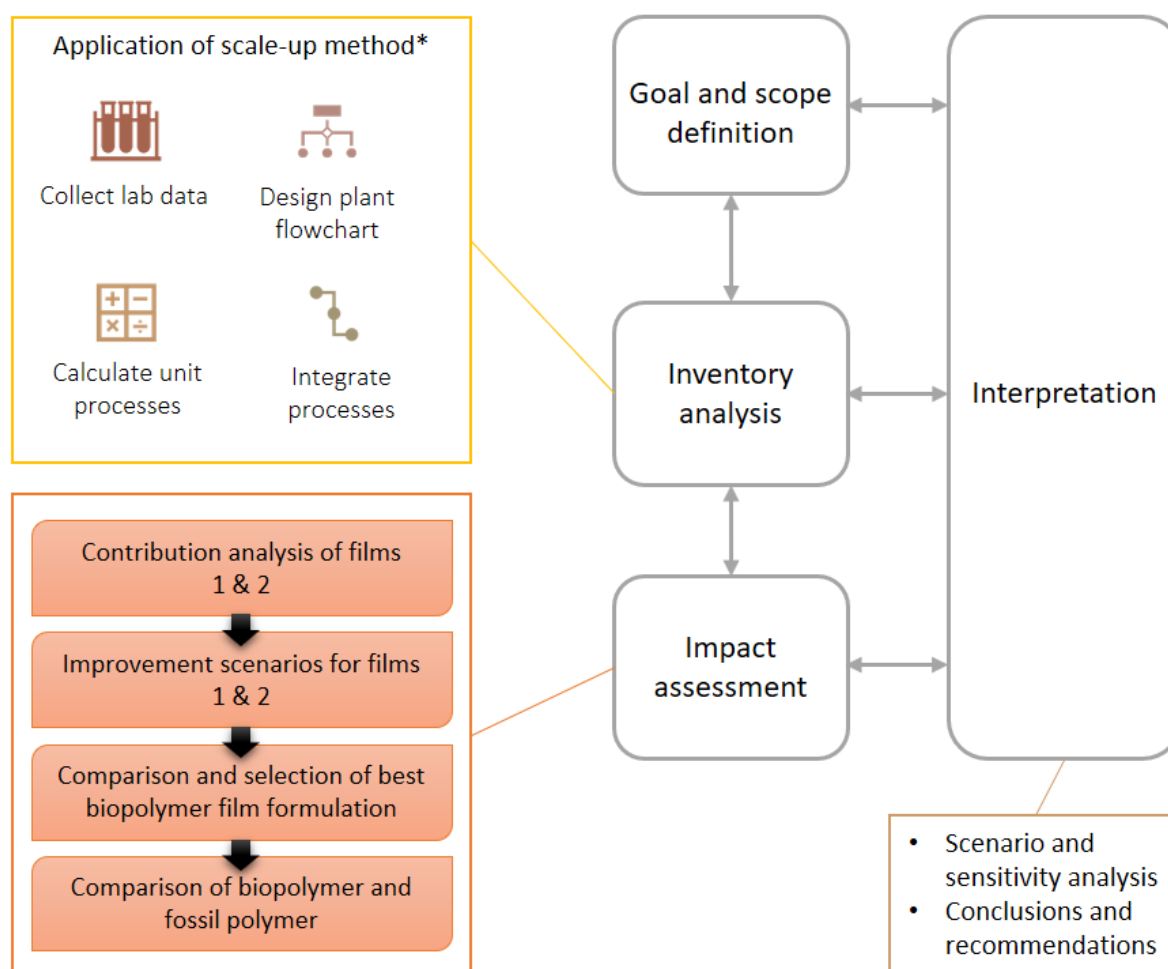 Application of scale-up method*
Collect lab data
Design plant
flowchart
Calculate unit
processes
Integrate
processes
Contribution analysis of films
1 & 2
Improvement scenarios for films
1 & 2
Comparison and selection of best
biopolymer film formulation
Comparison of biopolymer and
fossil polymer
Goal and scope
definition
Inventory
analysis
Impact
assessment
Interpretation
• Scenario and
sensitivity analysis
• Conclusions and
recommendations